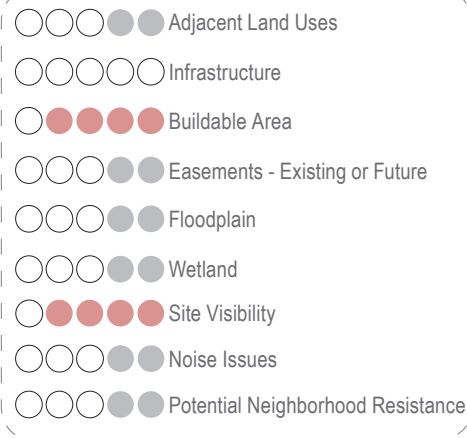 Adjacent Land Uses
Infrastructure
Buildable Area
Easements - Existing or Future
Floodplain
Wetland
Site Visibility
Noise Issues
Potential Neighborhood Resistance